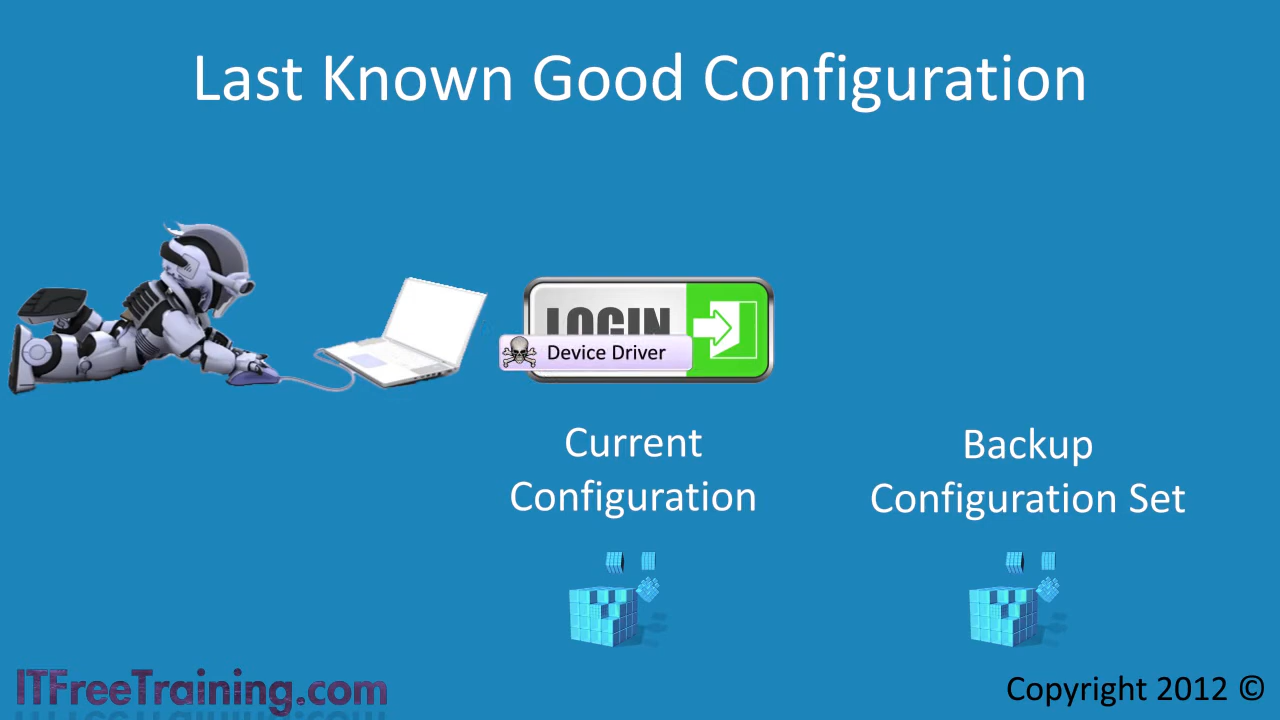 Last Known Good Configuration
LOGIN
Device Driver
Current
Configuration
Backup
Configuration Set
ITFreeTraining.com
Copyright 2012 ©